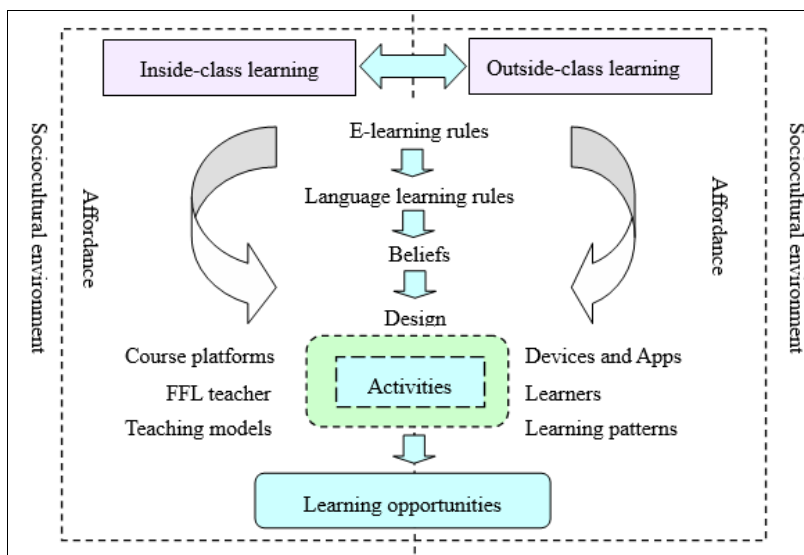 Inside-class learning
Outside-class learning
Sociocultural environment
Affordance
E-learning rules
Language learning rules
Beliefs
Design
Affordance
Sociocultural environment
Course platforms
FFL teacher
Teaching models
Activities
Devices and Apps
Learners
Learning patterns
Learning opportunities